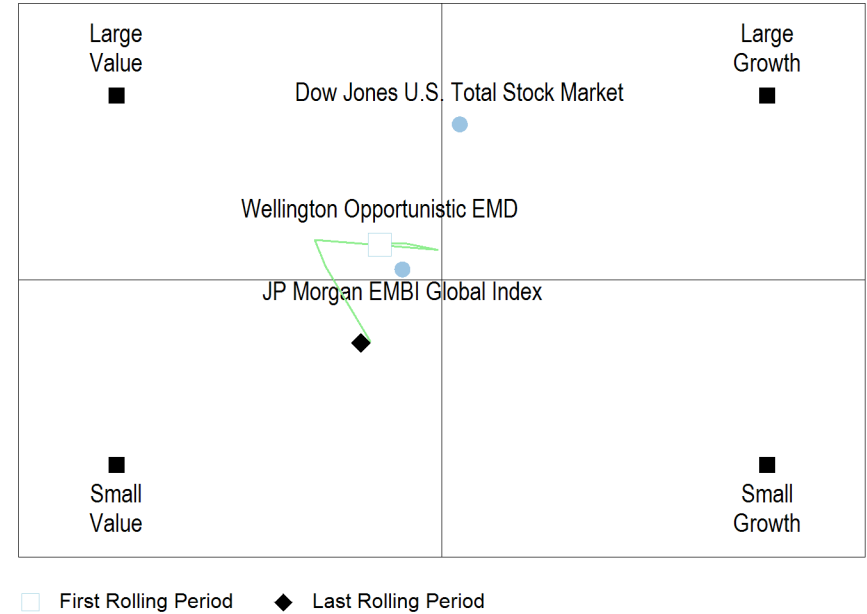 Large
Value
Large
Growth
Dow Jones U.S. Total Stock Market
Wellington Opportunistic EMD
JP Morgan EMBI Global Index
Small
Value
Small
Growth
First Rolling Period
Last Rolling Period